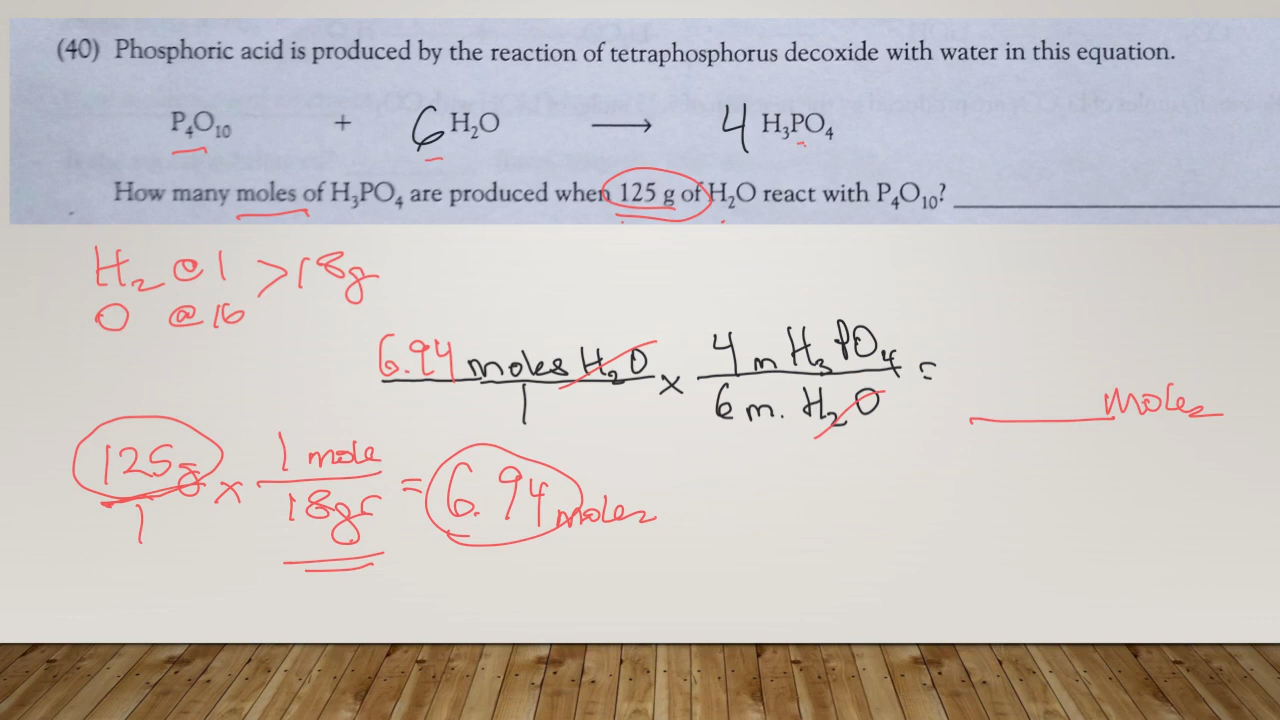 (40) Phosphoric acid is produced by the reaction of tetraphosphorus decoxide with water in this equation.
P₄O₁₀ + 6 H₂O ⟶ 4 H₃PO₄
How many moles of H₃PO₄ are produced when 125 g of H₂O react with P₄O₁₀? ____________
H₂ @ 1 > 18g
O @ 16
6.94 moles H₂O / 1 × 4 m H₃PO₄ / 6 m. H₂O = ______ moles
125g / 1 × 1 mole / 18gr = 6.94 moles